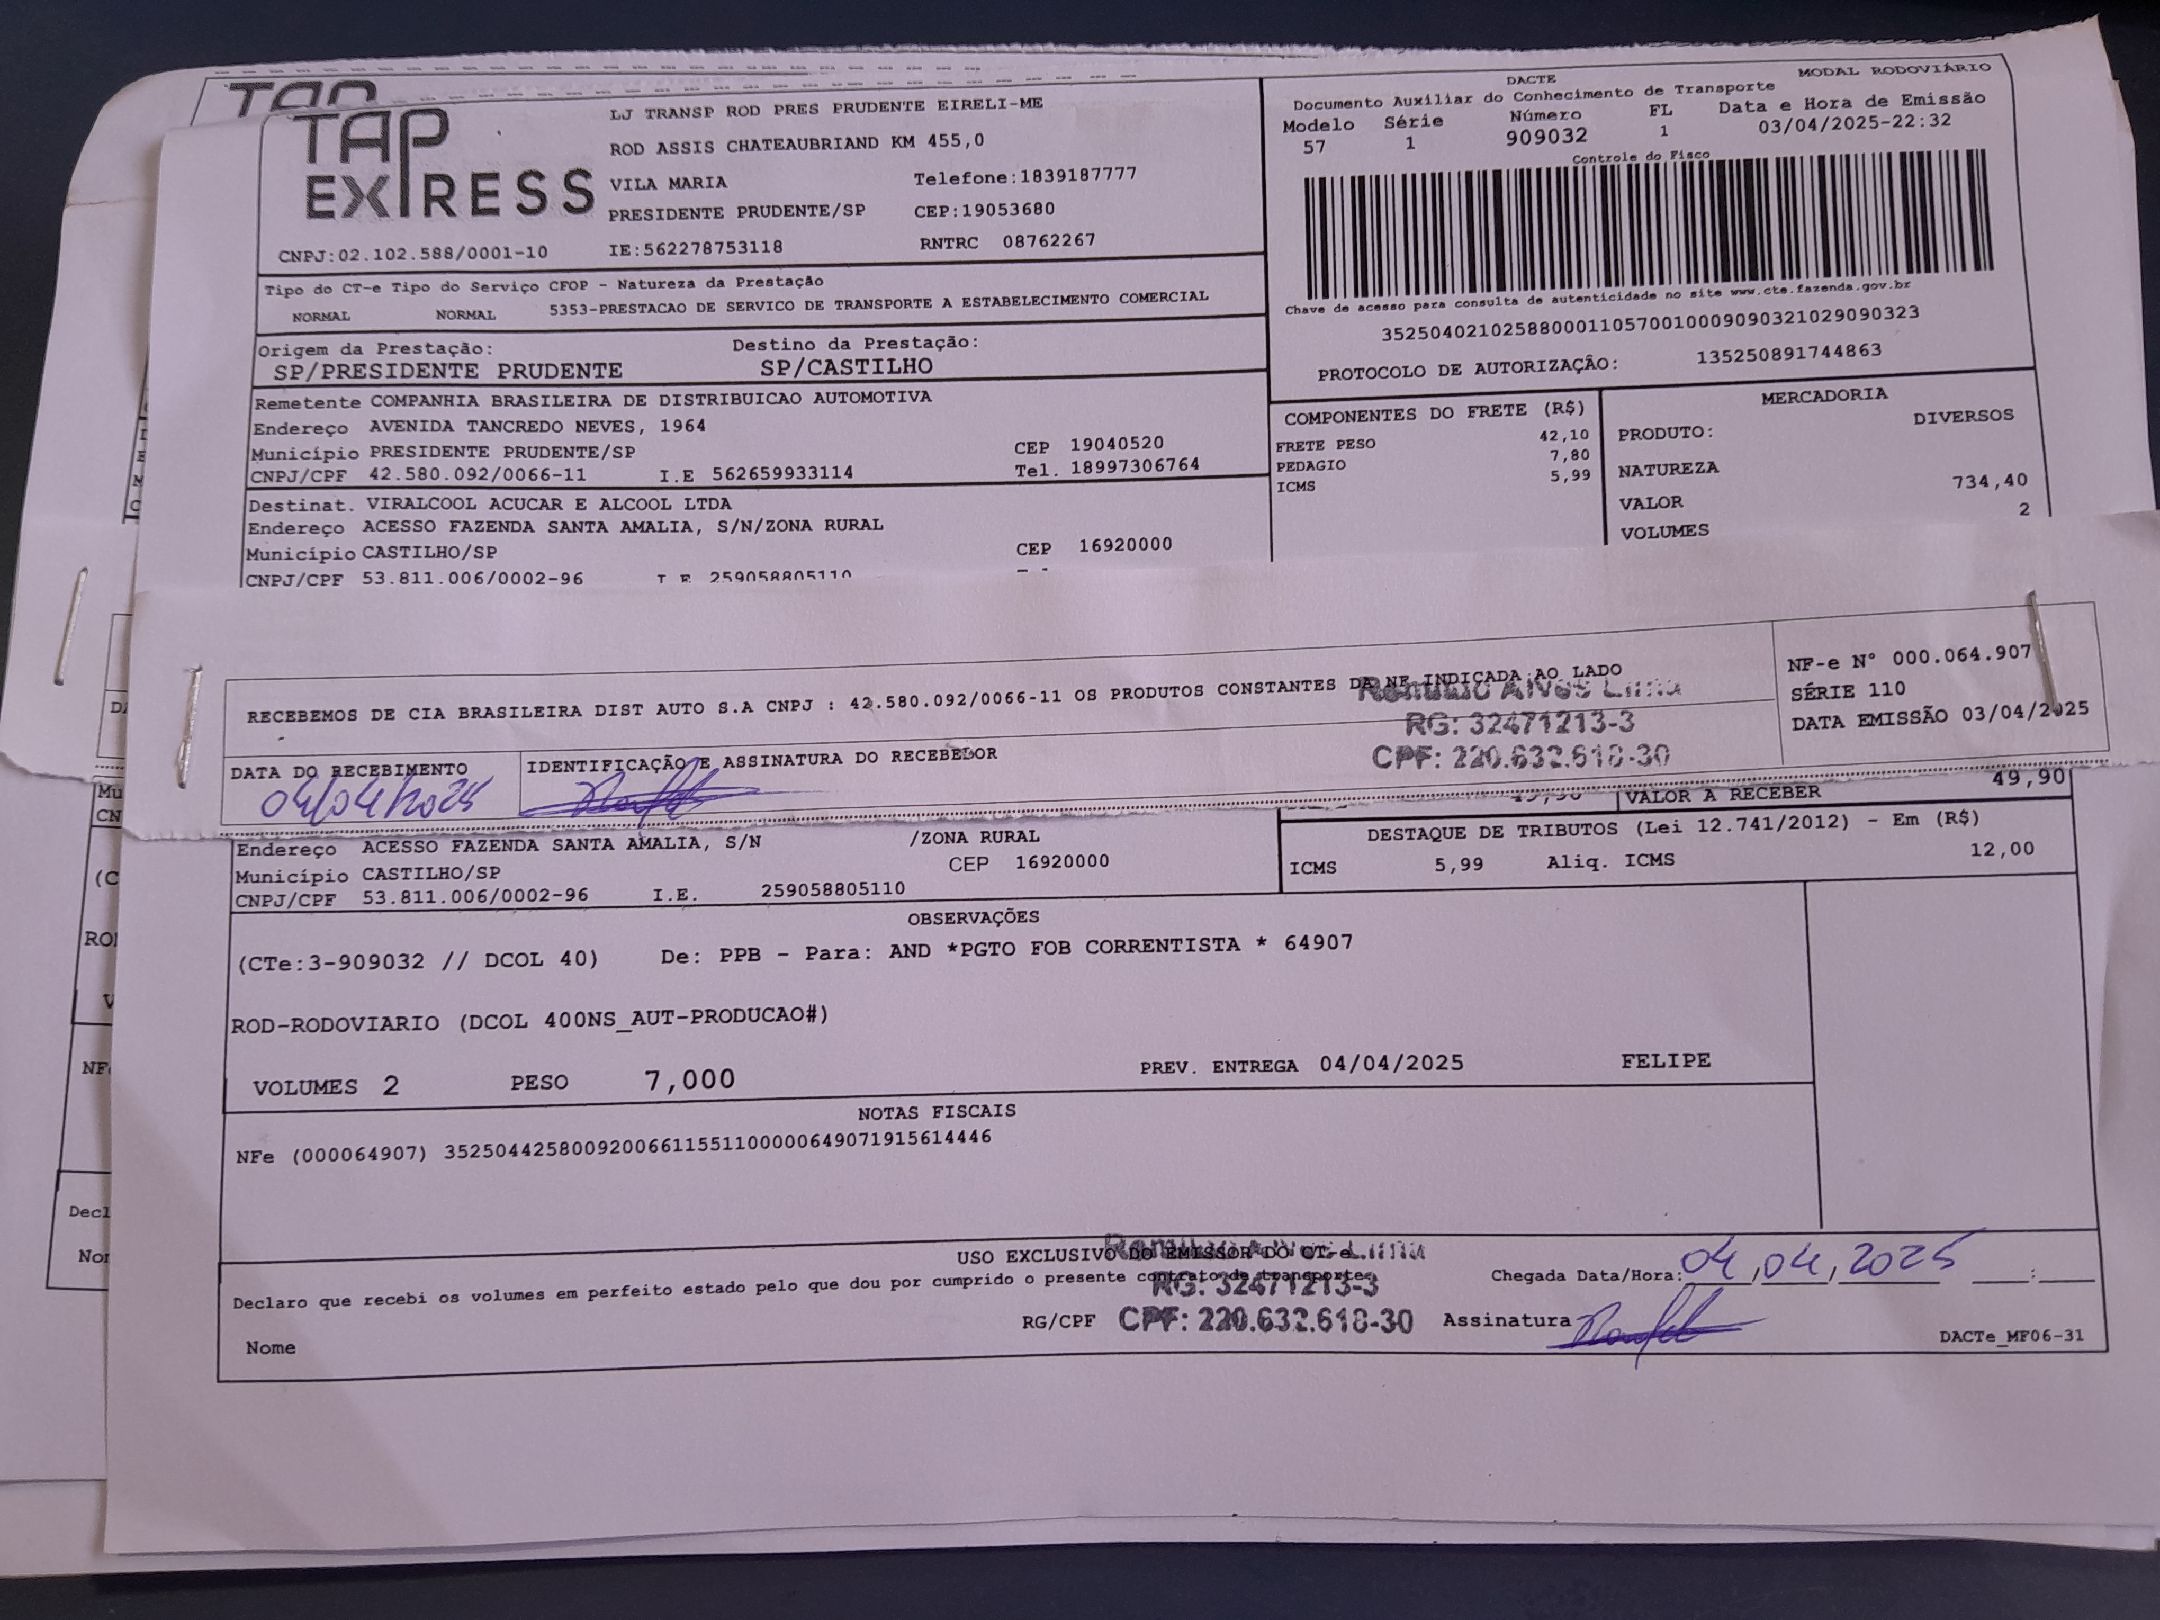 TAP
TAP
EXPRESS
LJ TRANSP ROD PRES PRUDENTE EIRELI-ME
ROD ASSIS CHATEAUBRIAND KM 455,0
VILA MARIA Telefone:1839187777
PRESIDENTE PRUDENTE/SP CEP:19053680
CNPJ:02.102.588/0001-10 IE:562278753118 RNTRC 08762267
DACTE MODAL RODOVIÁRIO
Documento Auxiliar do Conhecimento de Transporte
Modelo Série Número FL Data e Hora de Emissão
57 1 909032 1 03/04/2025-22:32
Controle do Fisco
Chave de acesso para consulta de autenticidade no site www.cte.fazenda.gov.br
35250402102588000110570010009090321029090323
PROTOCOLO DE AUTORIZAÇÃO: 135250891744863
Tipo do CT-e Tipo do Serviço CFOP - Natureza da Prestação
NORMAL NORMAL 5353-PRESTACAO DE SERVICO DE TRANSPORTE A ESTABELECIMENTO COMERCIAL
Origem da Prestação: Destino da Prestação:
SP/PRESIDENTE PRUDENTE SP/CASTILHO
Remetente COMPANHIA BRASILEIRA DE DISTRIBUICAO AUTOMOTIVA
Endereço AVENIDA TANCREDO NEVES, 1964
Município PRESIDENTE PRUDENTE/SP CEP 19040520
CNPJ/CPF 42.580.092/0066-11 I.E 562659933114 Tel. 18997306764
Destinat. VIRALCOOL ACUCAR E ALCOOL LTDA
Endereço ACESSO FAZENDA SANTA AMALIA, S/N/ZONA RURAL
Município CASTILHO/SP CEP 16920000
CNPJ/CPF 53.811.006/0002-96 I E 259058805110
COMPONENTES DO FRETE (R$)
FRETE PESO 42,10
PEDAGIO 7,80
ICMS 5,99
MERCADORIA
PRODUTO: DIVERSOS
NATUREZA
VALOR 734,40
VOLUMES 2
RECEBEMOS DE CIA BRASILEIRA DIST AUTO S.A CNPJ : 42.580.092/0066-11 OS PRODUTOS CONSTANTES DA NF INDICADA AO LADO
Alves Lima
RG: 32471213-3
CPF: 220.632.618-30
NF-e N° 000.064.907
SÉRIE 110
DATA EMISSÃO 03/04/2025
DATA DO RECEBIMENTO IDENTIFICAÇÃO E ASSINATURA DO RECEBEDOR
04/04/2025
VALOR A RECEBER 49,90
DESTAQUE DE TRIBUTOS (Lei 12.741/2012) - Em (R$)
ICMS 5,99 Aliq. ICMS 12,00
Endereço ACESSO FAZENDA SANTA AMALIA, S/N /ZONA RURAL
Município CASTILHO/SP CEP 16920000
CNPJ/CPF 53.811.006/0002-96 I.E. 259058805110
OBSERVAÇÕES
(CTe:3-909032 // DCOL 40) De: PPB - Para: AND *PGTO FOB CORRENTISTA * 64907
ROD-RODOVIARIO (DCOL 400NS_AUT-PRODUCAO#)
VOLUMES 2 PESO 7,000 PREV. ENTREGA 04/04/2025 FELIPE
NOTAS FISCAIS
NFe (000064907) 35250442580092006611551100000649071915614446
USO EXCLUSIVO DO EMISSOR DO CT-e
Declaro que recebi os volumes em perfeito estado pelo que dou por cumprido o presente contrato de transporte
Lima
RG: 32471213-3
RG/CPF CPF: 220.632.618-30
Chegada Data/Hora: 04/04/2025 :
Assinatura
Nome
DACTe_MF06-31